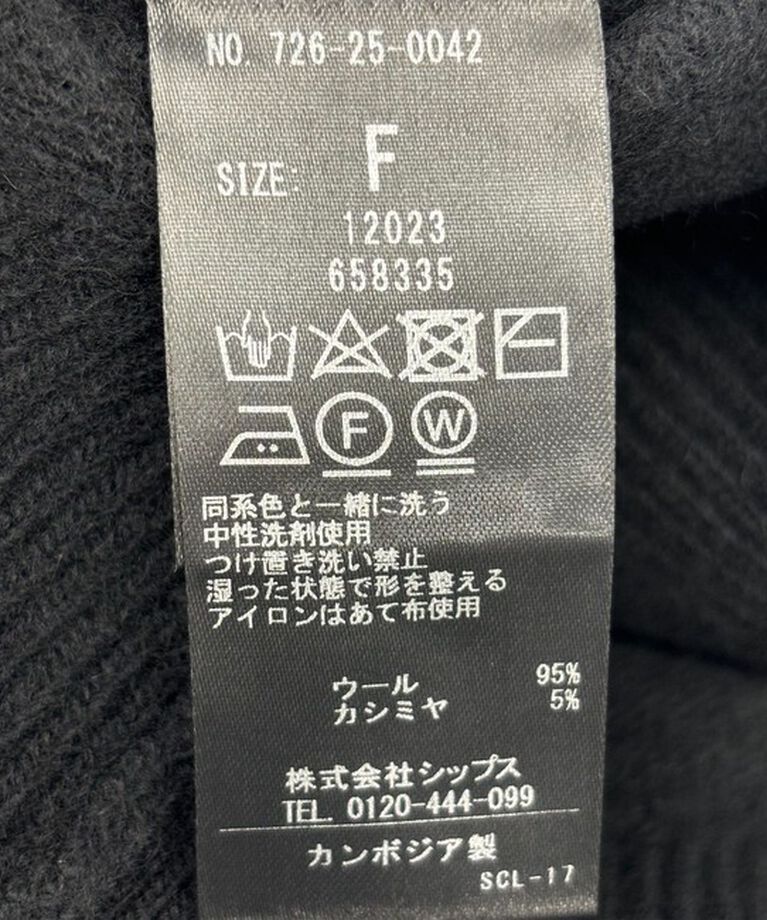 NO. 726-25-0042
SIZE: F
12023
658335
F W
同系色と一緒に洗う
中性洗剤使用
つけ置き洗い禁止
湿った状態で形を整える
アイロンはあて布使用
ウール 95%
カシミヤ 5%
株式会社シップス
TEL. 0120-444-099
カンボジア製
SCL-17